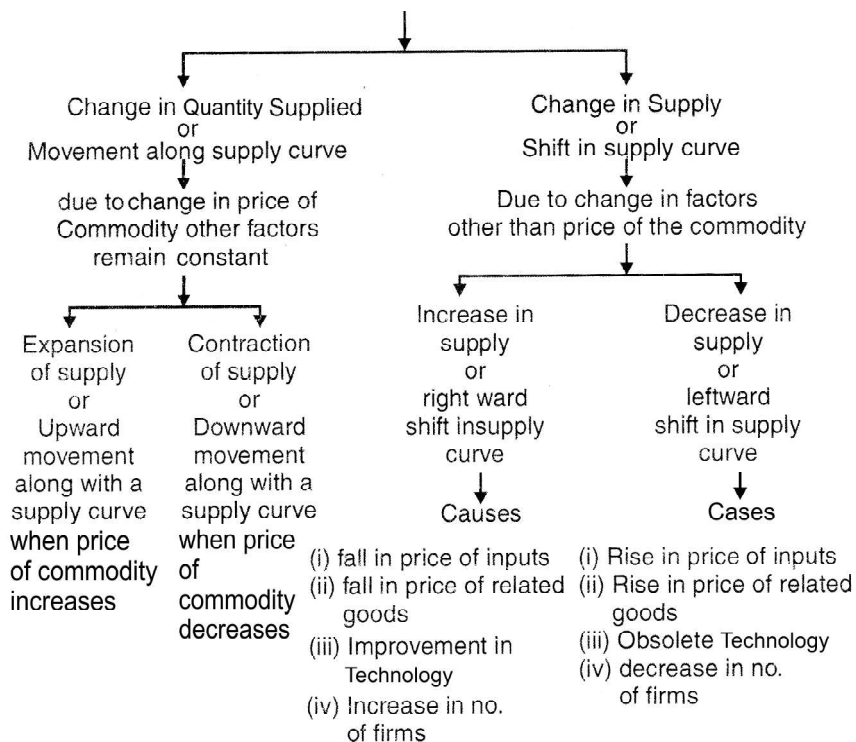 Change in Quantity Supplied
or
Movement along supply curve
due to change in price of
Commodity other factors
remain constant
Expansion
of supply
or
Upward
movement
along with a
supply curve
when price
of commodity
increases
Contraction
of supply
or
Downward
movement
along with a
supply curve
when price
of
commodity
decreases
Change in Supply
or
Shift in supply curve
Due to change in factors
other than price of the commodity
Increase in
supply
or
right ward
shift insupply
curve
Causes
(i) fall in price of inputs
(ii) fall in price of related
goods
(iii) Improvement in
Technology
(iv) Increase in no.
of firms
Decrease in
supply
or
leftward
shift in supply
curve
Cases
(i) Rise in price of inputs
(ii) Rise in price of related
goods
(iii) Obsolete Technology
(iv) decrease in no.
of firms